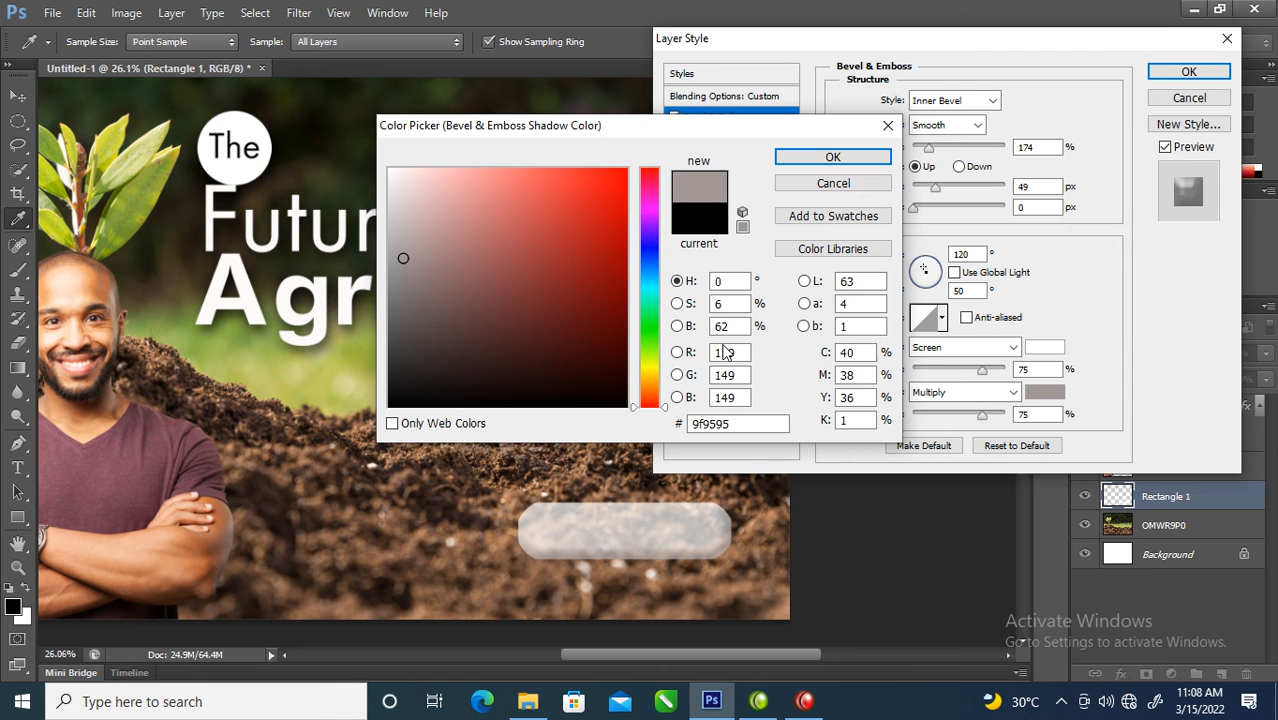 Ps File Edit Image Layer Type Select Filter View Window Help
Sample Size: Point Sample Sample: All Layers Show Sampling Ring
Untitled-1 @ 26.1% (Rectangle 1, RGB/8) * ×
Layer Style
Styles
Blending Options: Custom
Bevel & Emboss
Structure
Style: Inner Bevel
Smooth
174 %
Up Down
49 px
0 px
OK
Cancel
New Style...
Preview
120 °
Use Global Light
50 °
Anti-aliased
Screen
75 %
Multiply
75 %
Make Default Reset to Default
Color Picker (Bevel & Emboss Shadow Color)
new
current
OK
Cancel
Add to Swatches
Color Libraries
H: 0 °
S: 6 %
B: 62 %
R:
G: 149
B: 149
# 9f9595
L: 63
a: 4
b: 1
C: 40 %
M: 38 %
Y: 36 %
K: 1 %
Only Web Colors
The
Futur
Agr
Rectangle 1
OMWR9P0
Background
Activate Windows
Go to Settings to activate Windows.
26.06% Doc: 24.9M/64.4M
Mini Bridge Timeline
Type here to search
Ps
30°C
11:08 AM
3/15/2022